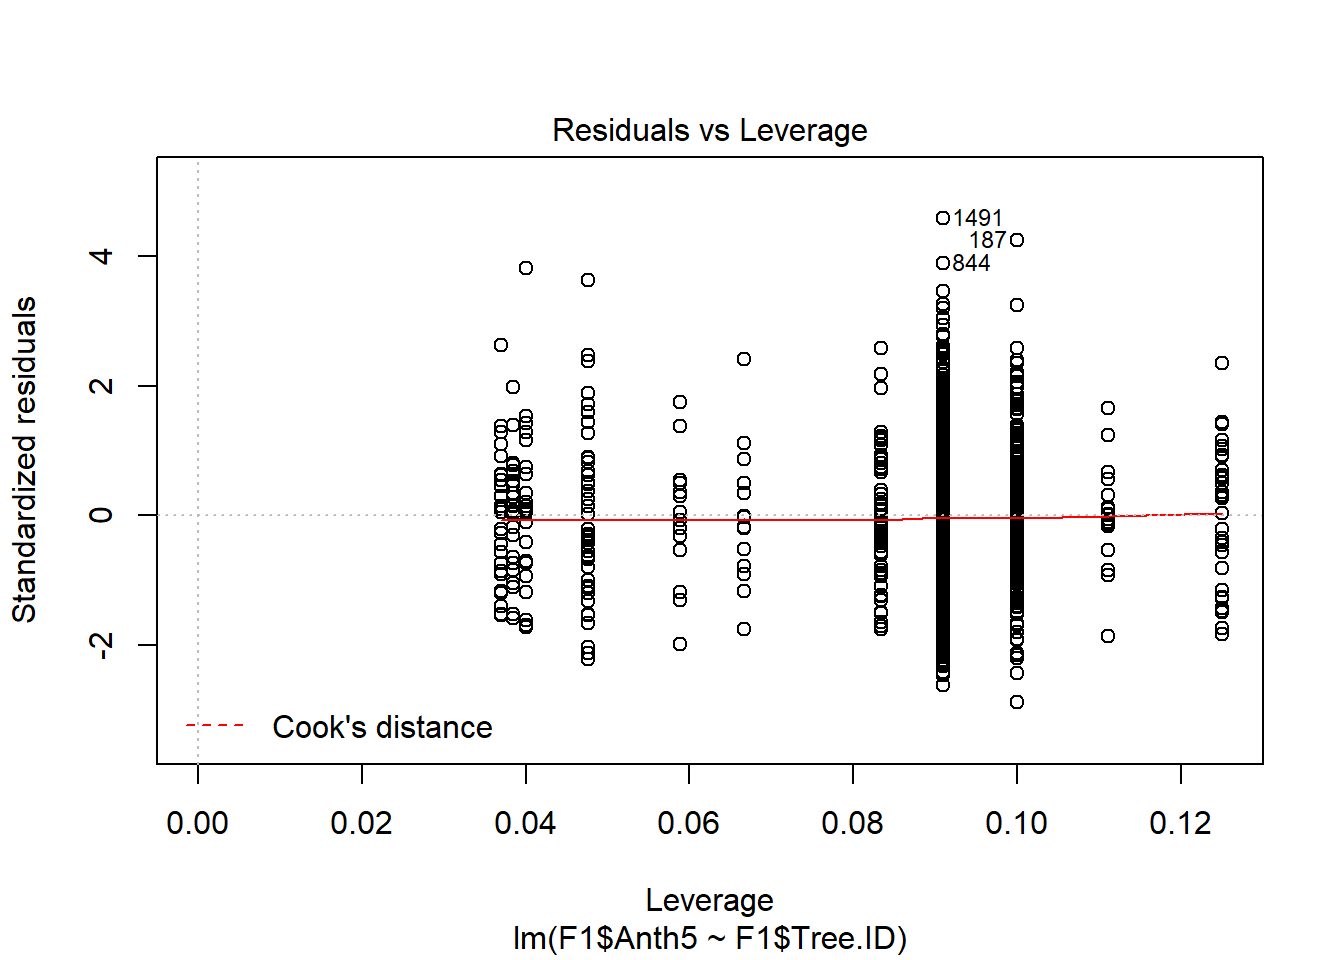 Residuals vs Leverage
Standardized residuals
4
2
0
-2
1491
187
844
Cook's distance
0.00 0.02 0.04 0.06 0.08 0.10 0.12
Leverage
lm(F1$Anth5 ~ F1$Tree.ID)